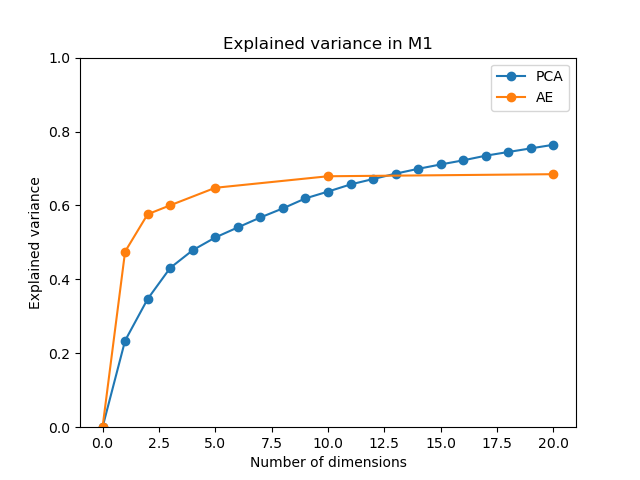 Explained variance in M1
PCA
AE
Explained variance
1.0
0.8
0.6
0.4
0.2
0.0
0.0 2.5 5.0 7.5 10.0 12.5 15.0 17.5 20.0
Number of dimensions